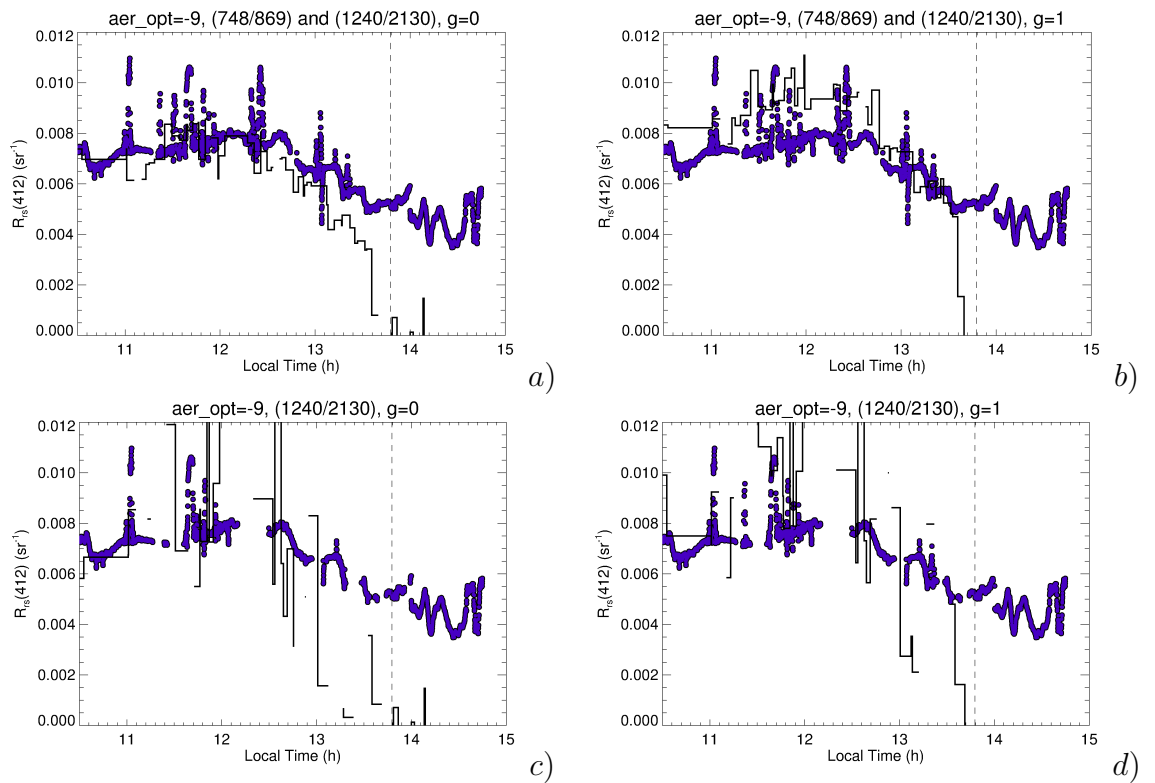 aer_opt=-9, (748/869) and (1240/2130), g=0
0.012
0.010
0.008
0.006
0.004
0.002
0.000
Rrs(412) (sr-1)
11 12 13 14 15
Local Time (h)
a)
aer_opt=-9, (748/869) and (1240/2130), g=1
0.012
0.010
0.008
0.006
0.004
0.002
0.000
Rrs(412) (sr-1)
11 12 13 14 15
Local Time (h)
b)
aer_opt=-9, (1240/2130), g=0
0.012
0.010
0.008
0.006
0.004
0.002
0.000
Rrs(412) (sr-1)
11 12 13 14 15
Local Time (h)
c)
aer_opt=-9, (1240/2130), g=1
0.012
0.010
0.008
0.006
0.004
0.002
0.000
Rrs(412) (sr-1)
11 12 13 14 15
Local Time (h)
d)